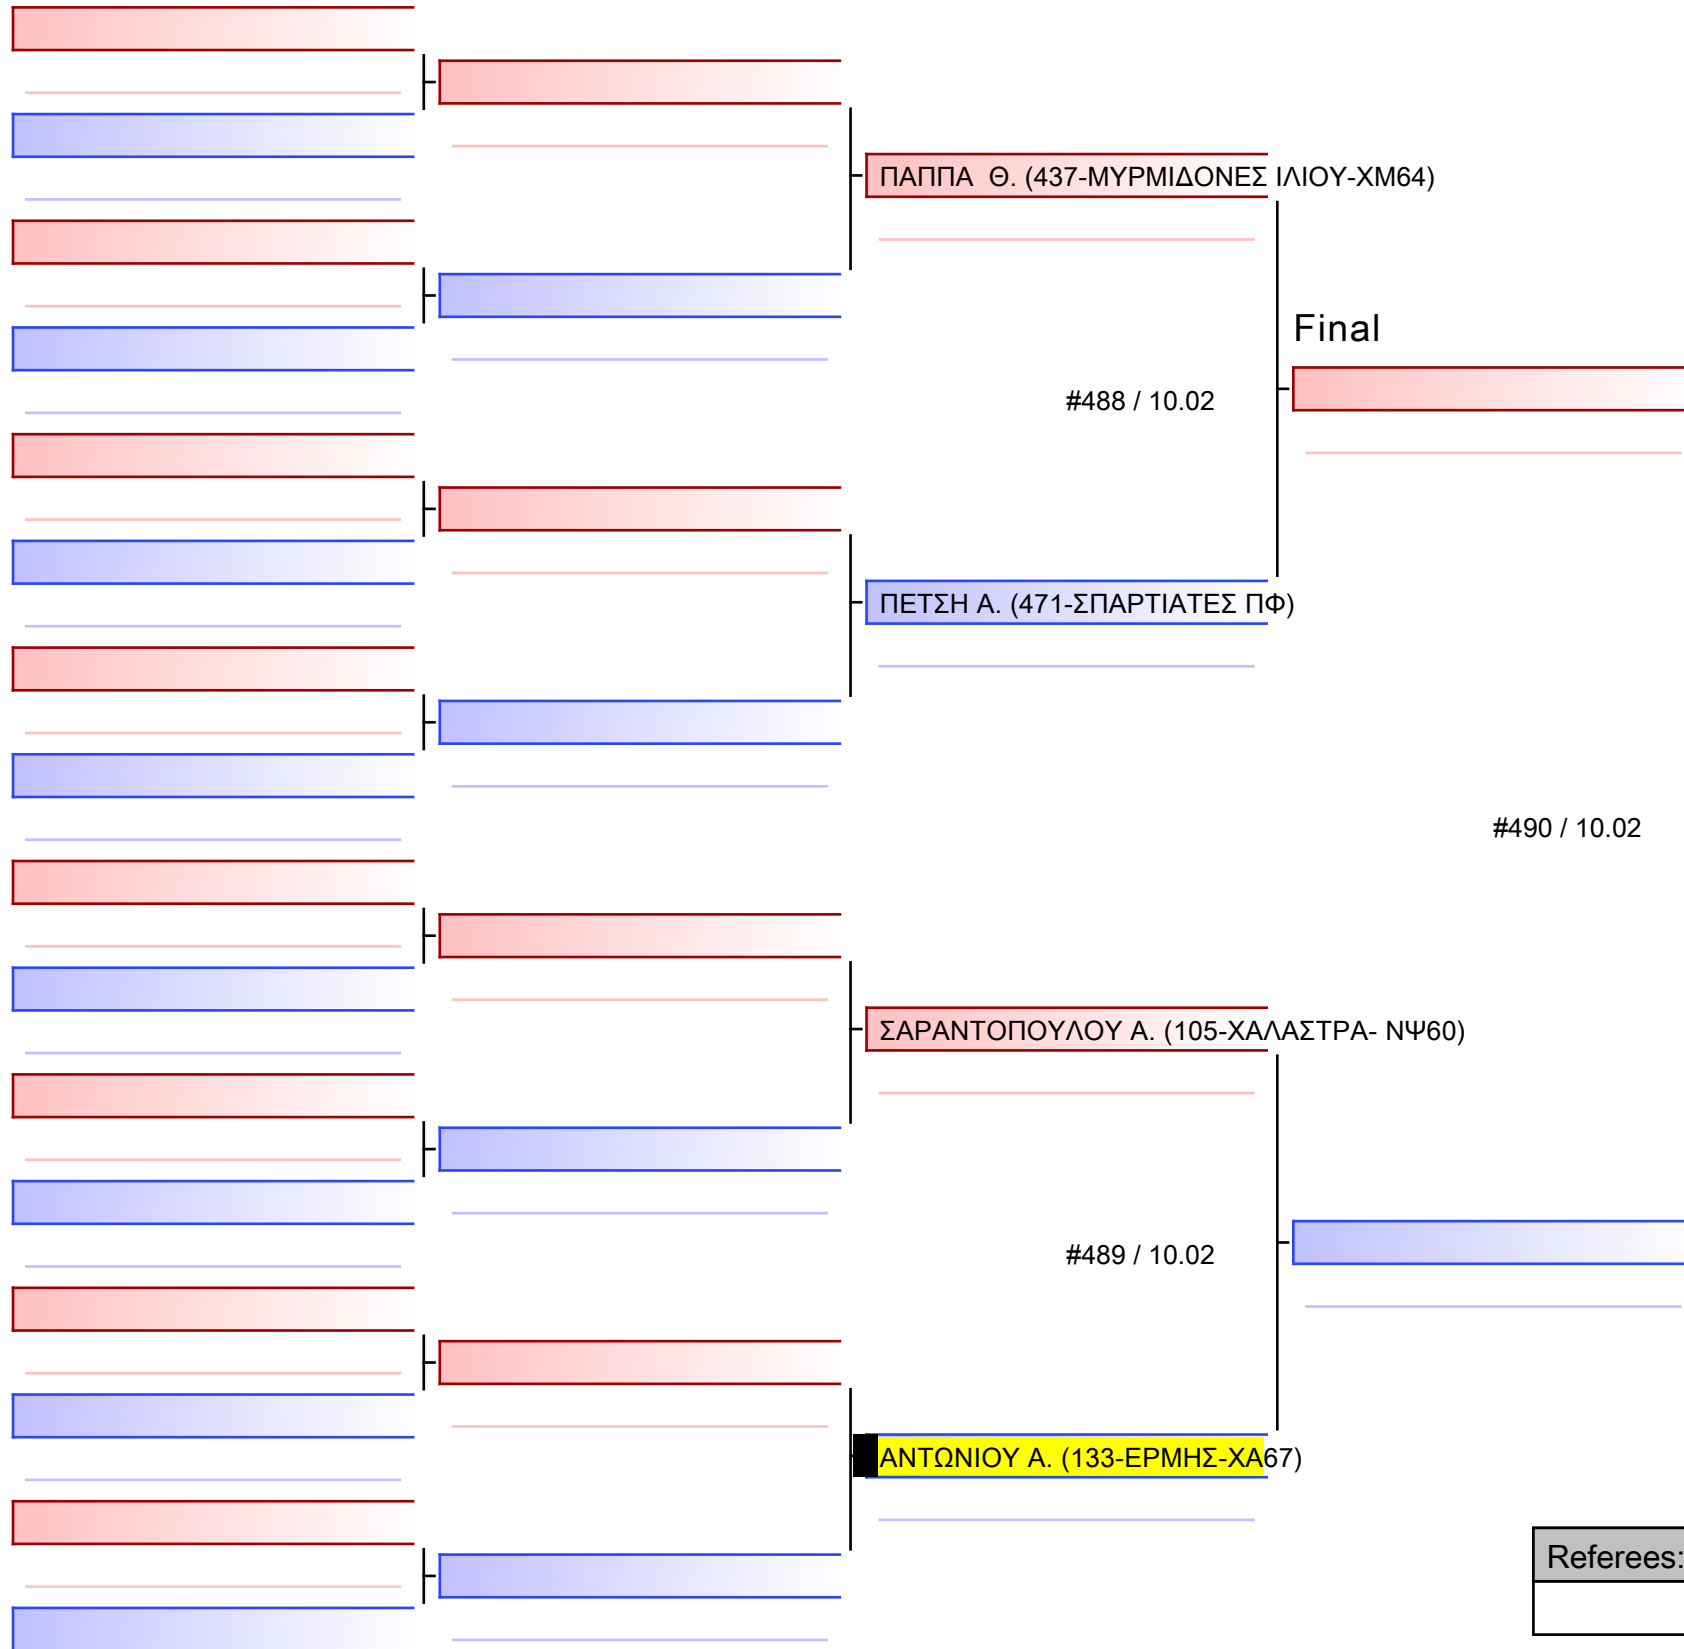 ΠΑΠΠΑ  Θ. (437-ΜΥΡΜΙΔΟΝΕΣ ΙΛΙΟΥ-ΧΜ64)
Final
#488 / 10.02
ΠΕΤΣΗ Α. (471-ΣΠΑΡΤΙΑΤΕΣ ΠΦ)
#490 / 10.02
ΣΑΡΑΝΤΟΠΟΥΛΟΥ Α. (105-ΧΑΛΑΣΤΡΑ- ΝΨ60)
#489 / 10.02
ΑΝΤΩΝΙΟΥ Α. (133-ΕΡΜΗΣ-ΧΑ67)
Referees: